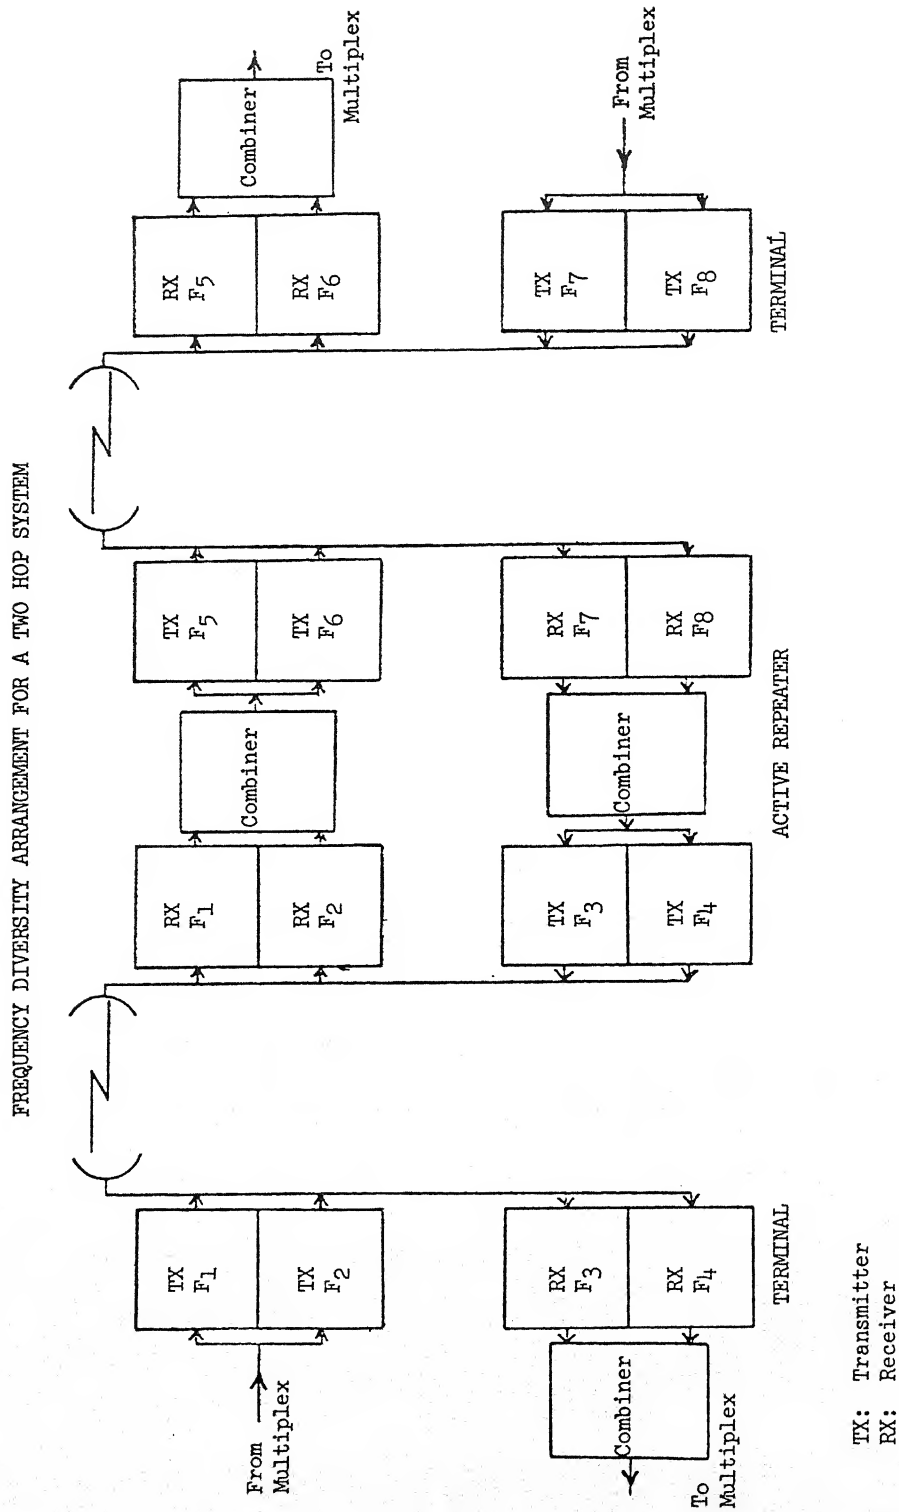 FREQUENCY DIVERSITY ARRANGEMENT FOR A TWO HOP SYSTEM
From
Multiplex
TX
F1
TX
F2
RX
F1
RX
F2
Combiner
TX
F5
TX
F6
RX
F5
RX
F6
Combiner
To
Multiplex
To
Multiplex
Combiner
RX
F3
RX
F4
TX
F3
TX
F4
Combiner
RX
F7
RX
F8
TX
F7
TX
F8
From
Multiplex
TERMINAL
ACTIVE REPEATER
TERMINAL
TX: Transmitter
RX: Receiver